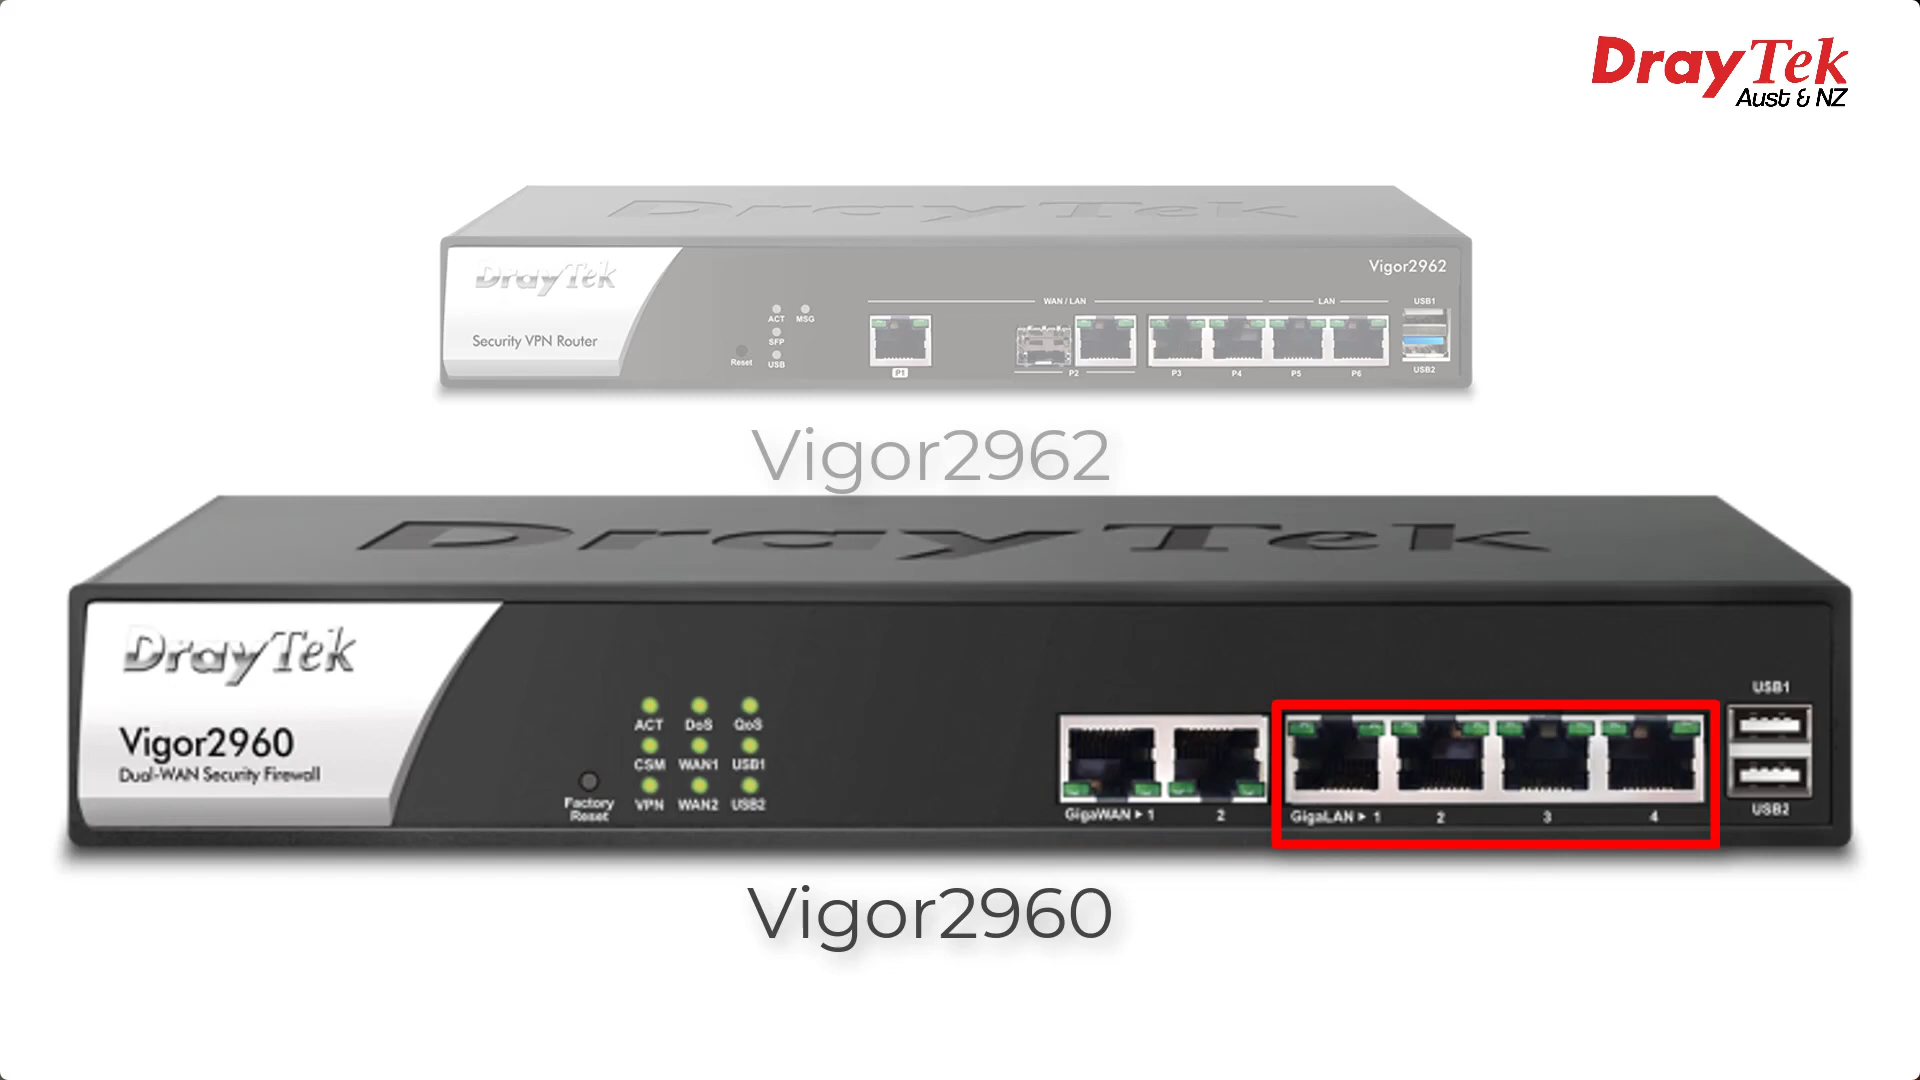 DrayTek
Aust & NZ
DrayTek
DrayTek
Vigor2962
Security VPN Router
ACT MSG
SFP
USB
Reset
WAN / LAN
LAN
P1
P2
P3
P4
P5
P6
USB1
USB2
Vigor2962
DrayTek
DrayTek
Vigor2960
Dual-WAN Security Firewall
Factory
Reset
ACT DoS QoS
CSM WAN1 USB1
VPN WAN2 USB2
GigaWAN ▸ 1 2
GigaLAN ▸ 1 2 3 4
USB1
USB2
Vigor2960